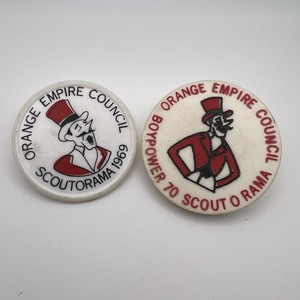 ORANGE EMPIRE COUNCIL
SCOUTORAMA 1969
ORANGE EMPIRE COUNCIL
BOYPOWER 70 SCOUT O RAMA